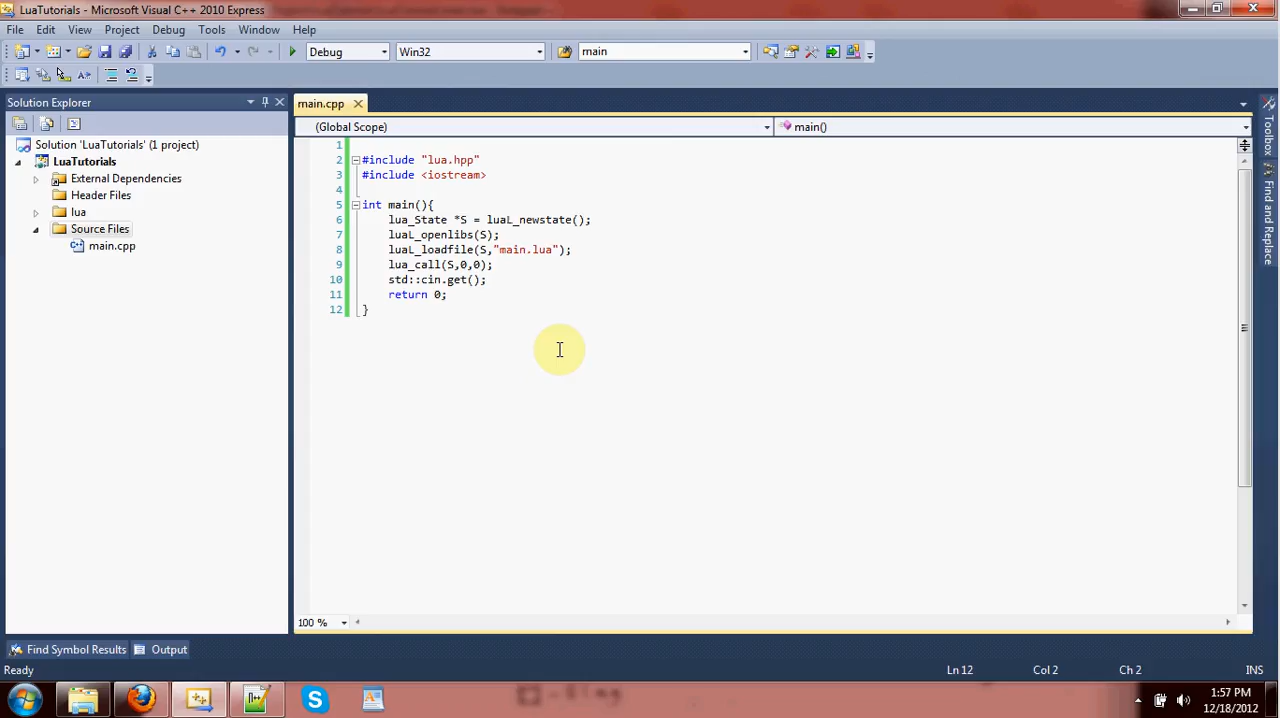 LuaTutorials - Microsoft Visual C++ 2010 Express
File Edit View Project Debug Tools Window Help
Debug Win32 main
Solution Explorer
main.cpp
(Global Scope) main()
Solution 'LuaTutorials' (1 project)
LuaTutorials
External Dependencies
Header Files
lua
Source Files
main.cpp
1
2 #include "lua.hpp"
3 #include <iostream>
4
5 int main(){
6 lua_State *S = luaL_newstate();
7 luaL_openlibs(S);
8 luaL_loadfile(S,"main.lua");
9 lua_call(S,0,0);
10 std::cin.get();
11 return 0;
12 }
Toolbox
Find and Replace
100 %
Find Symbol Results Output
Ready Ln 12 Col 2 Ch 2 INS
1:57 PM
12/18/2012